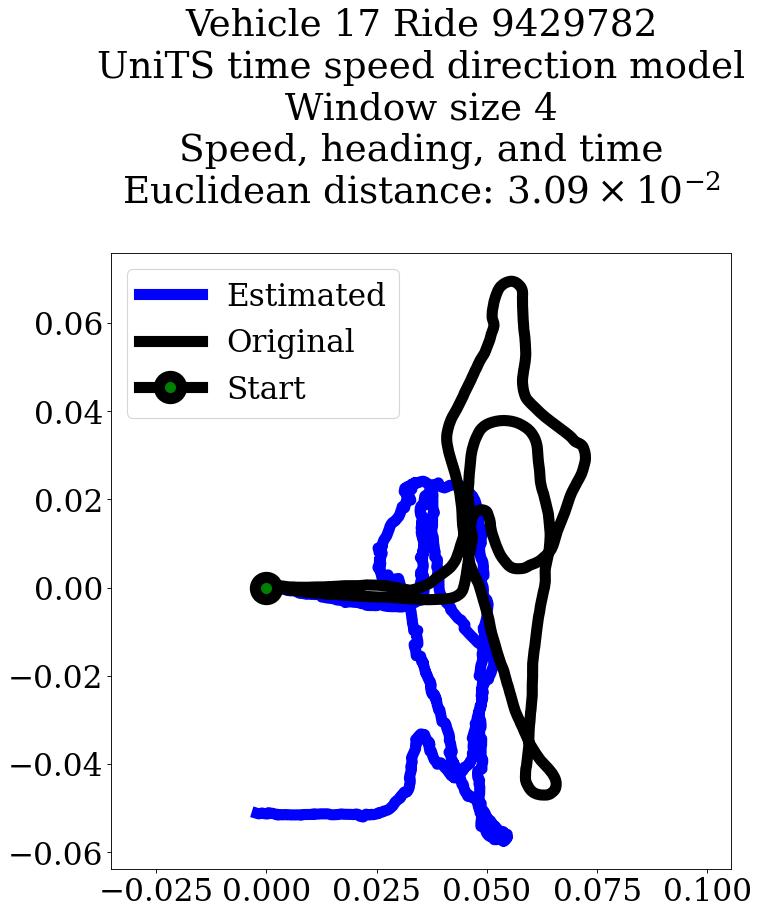 Vehicle 17 Ride 9429782
UniTS time speed direction model
Window size 4
Speed, heading, and time
Euclidean distance: 3.09 × 10⁻²
Estimated
Original
Start
0.06
0.04
0.02
0.00
−0.02
−0.04
−0.06
−0.025 0.000 0.025 0.050 0.075 0.100